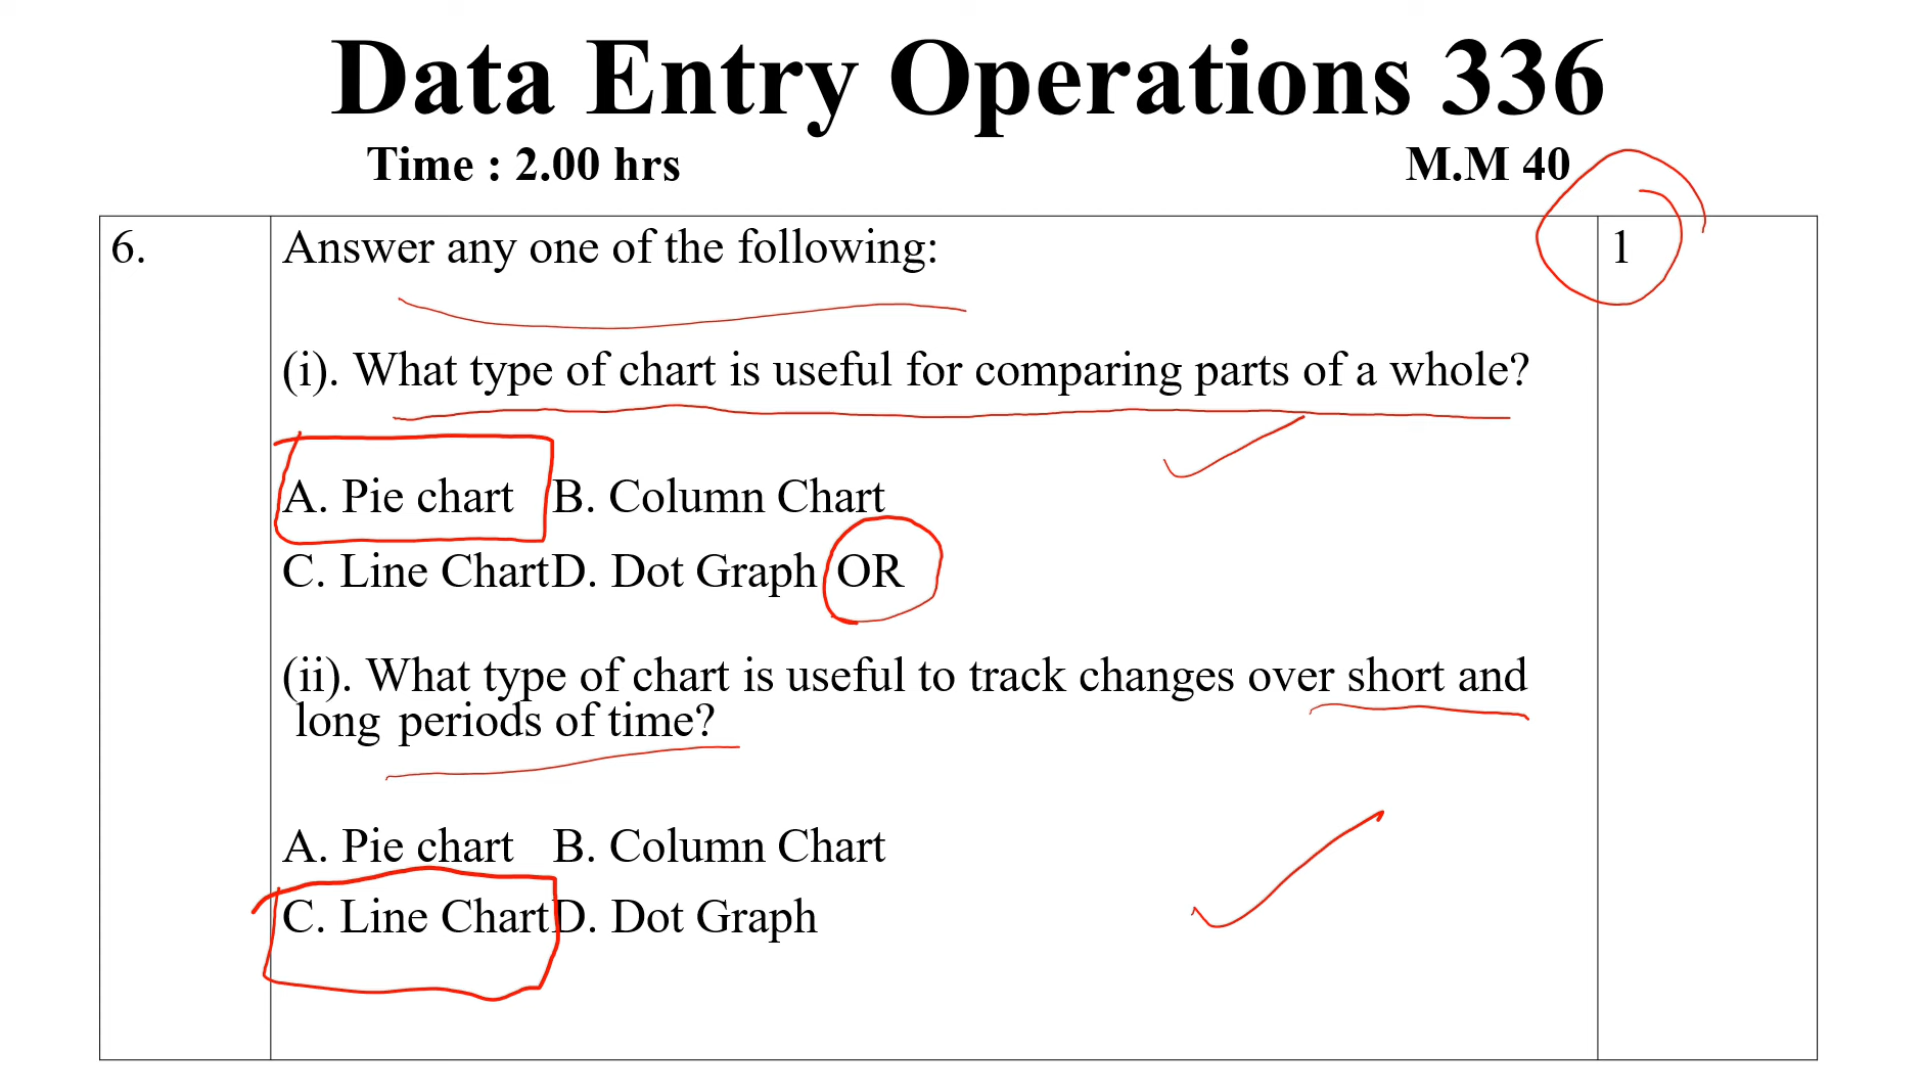 Data Entry Operations 336
Time : 2.00 hrs M.M 40
6. Answer any one of the following: 1
(i). What type of chart is useful for comparing parts of a whole?
A. Pie chart B. Column Chart
C. Line ChartD. Dot Graph OR
(ii). What type of chart is useful to track changes over short and
long periods of time?
A. Pie chart B. Column Chart
C. Line ChartD. Dot Graph